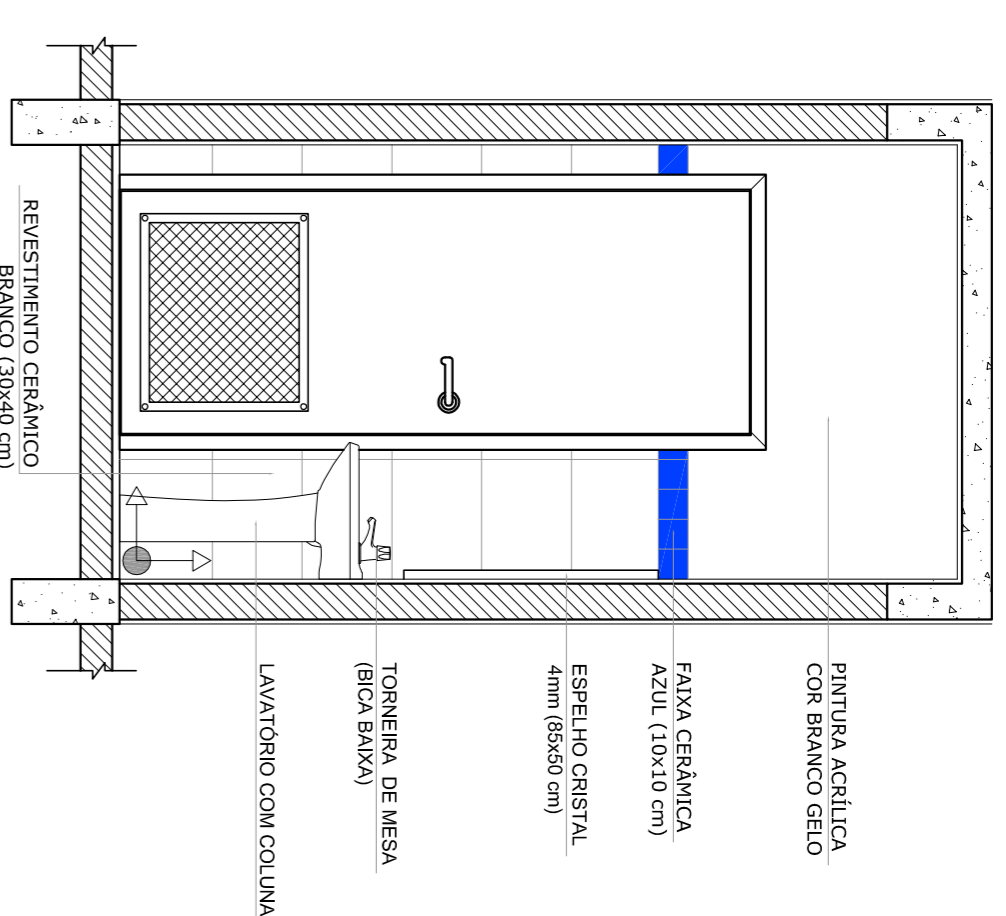 PINTURA ACRÍLICA
COR BRANCO GELO
FAIXA CERÂMICA
AZUL (10x10 cm)
ESPELHO CRISTAL
4mm (85x50 cm)
TORNEIRA DE MESA
(BICA BAIXA)
LAVATÓRIO COM COLUNA
REVESTIMENTO CERÂMICO
BRANCO (30x40 cm)